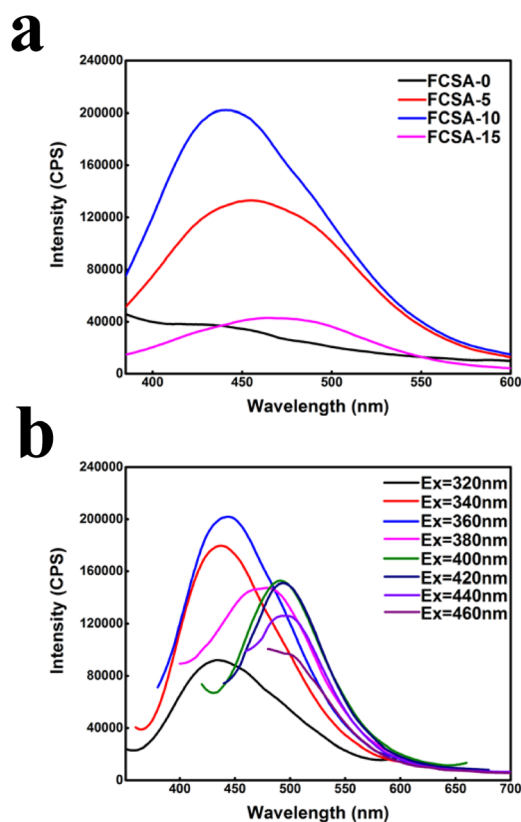 a
240000
200000
160000
120000
80000
40000
0
Intensity (CPS)
FCSA-0
FCSA-5
FCSA-10
FCSA-15
400 450 500 550 600
Wavelength (nm)
b
240000
200000
160000
120000
80000
40000
0
Intensity (CPS)
Ex=320nm
Ex=340nm
Ex=360nm
Ex=380nm
Ex=400nm
Ex=420nm
Ex=440nm
Ex=460nm
400 450 500 550 600 650 700
Wavelength (nm)